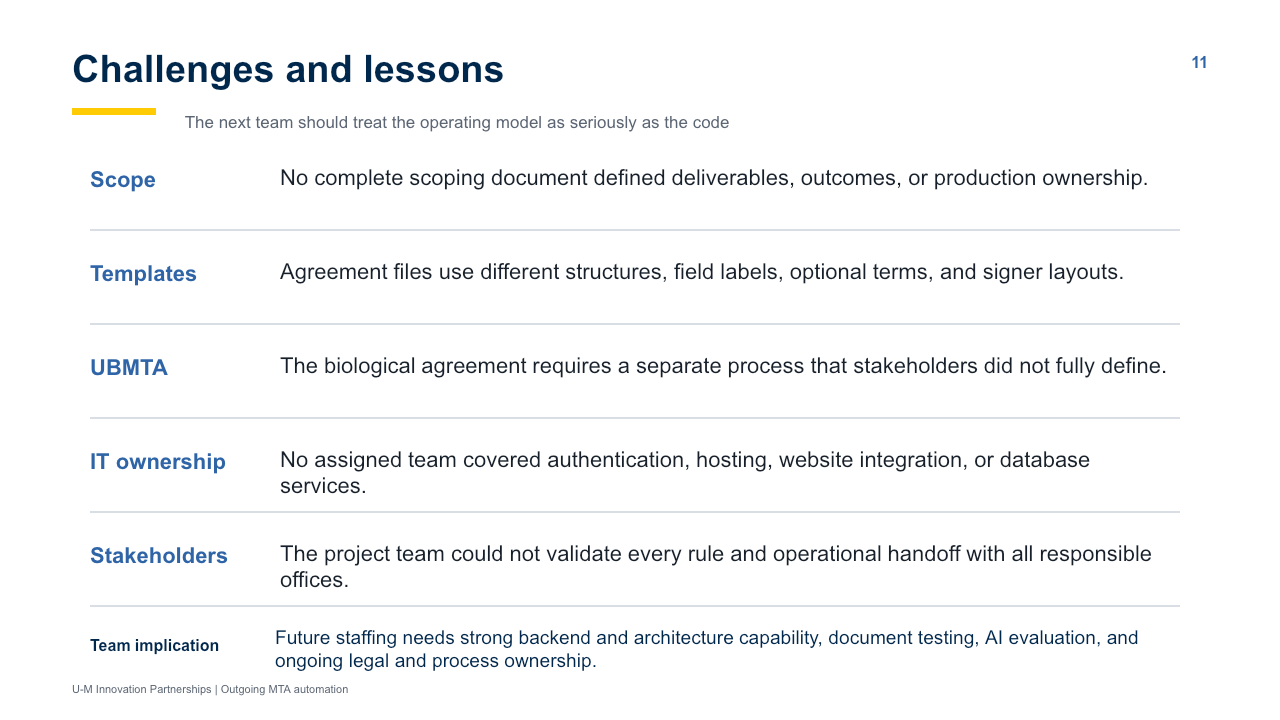 Challenges and lessons
11
The next team should treat the operating model as seriously as the code
Scope
No complete scoping document defined deliverables, outcomes, or production ownership.
Templates
Agreement files use different structures, field labels, optional terms, and signer layouts.
UBMTA
The biological agreement requires a separate process that stakeholders did not fully define.
IT ownership
No assigned team covered authentication, hosting, website integration, or database
services.
Stakeholders
The project team could not validate every rule and operational handoff with all responsible
offices.
Team implication
Future staffing needs strong backend and architecture capability, document testing, AI evaluation, and
ongoing legal and process ownership.
U-M Innovation Partnerships | Outgoing MTA automation